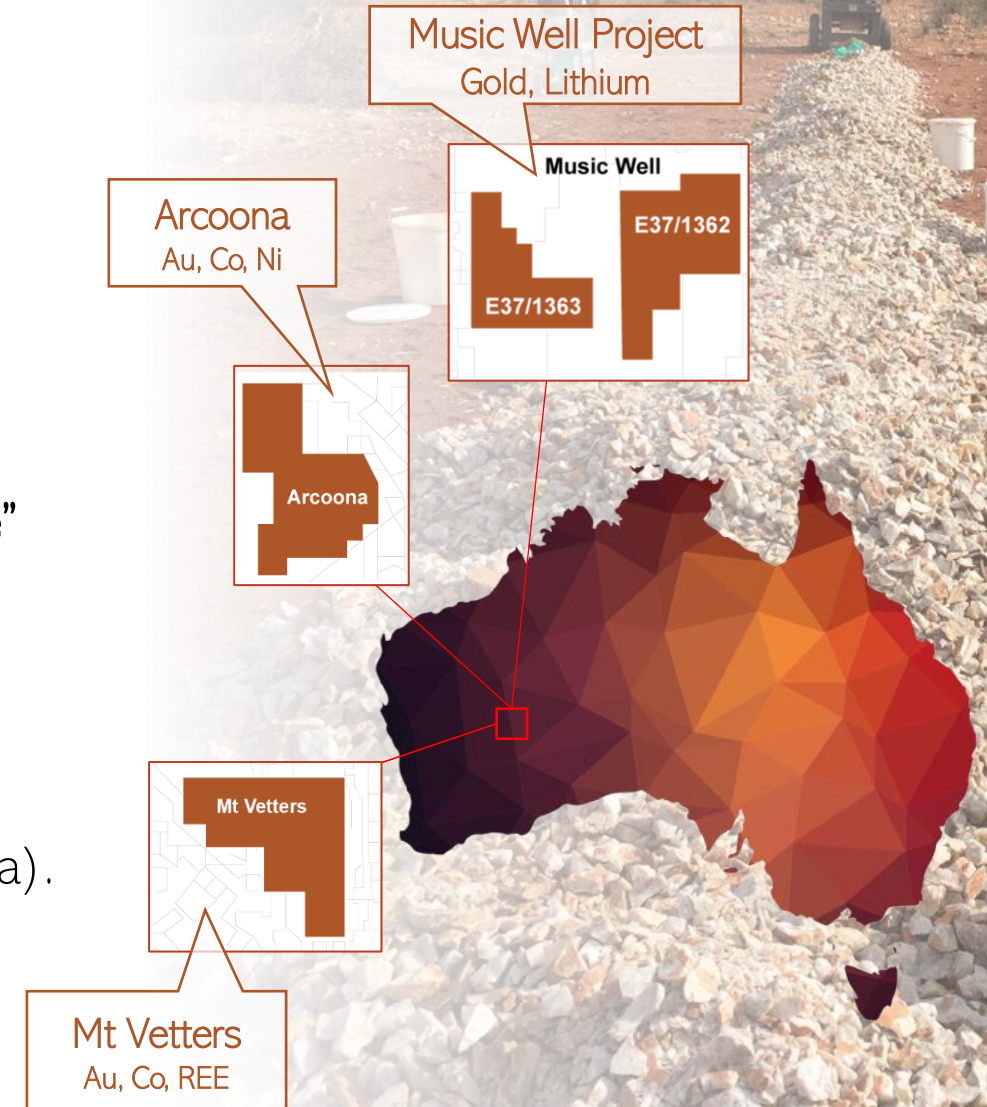 Music Well Project
Gold, Lithium
Music Well
E37/1362
E37/1363
Arcoona
Au, Co, Ni
Arcoona
a).
Mt Vetters
Mt Vetters
Au, Co, REE